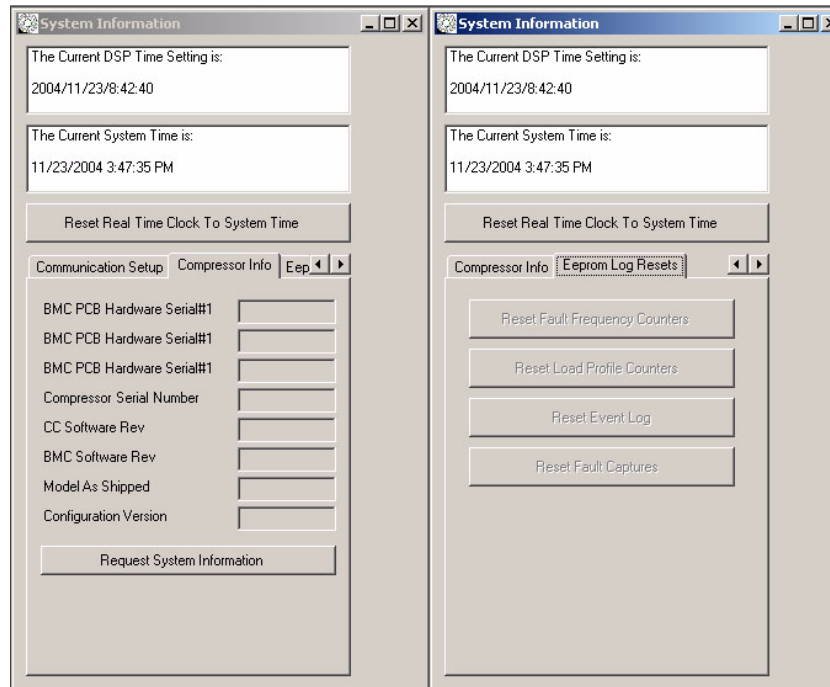 System Information
The Current DSP Time Setting is:
2004/11/23/8:42:40
The Current System Time is:
11/23/2004 3:47:35 PM
Reset Real Time Clock To System Time
Communication Setup
Compressor Info
Eep
BMC PCB Hardware Serial#1
BMC PCB Hardware Serial#1
BMC PCB Hardware Serial#1
Compressor Serial Number
CC Software Rev
BMC Software Rev
Model As Shipped
Configuration Version
Request System Information
System Information
The Current DSP Time Setting is:
2004/11/23/8:42:40
The Current System Time is:
11/23/2004 3:47:35 PM
Reset Real Time Clock To System Time
Compressor Info
Eeprom Log Resets
Reset Fault Frequency Counters
Reset Load Profile Counters
Reset Event Log
Reset Fault Captures